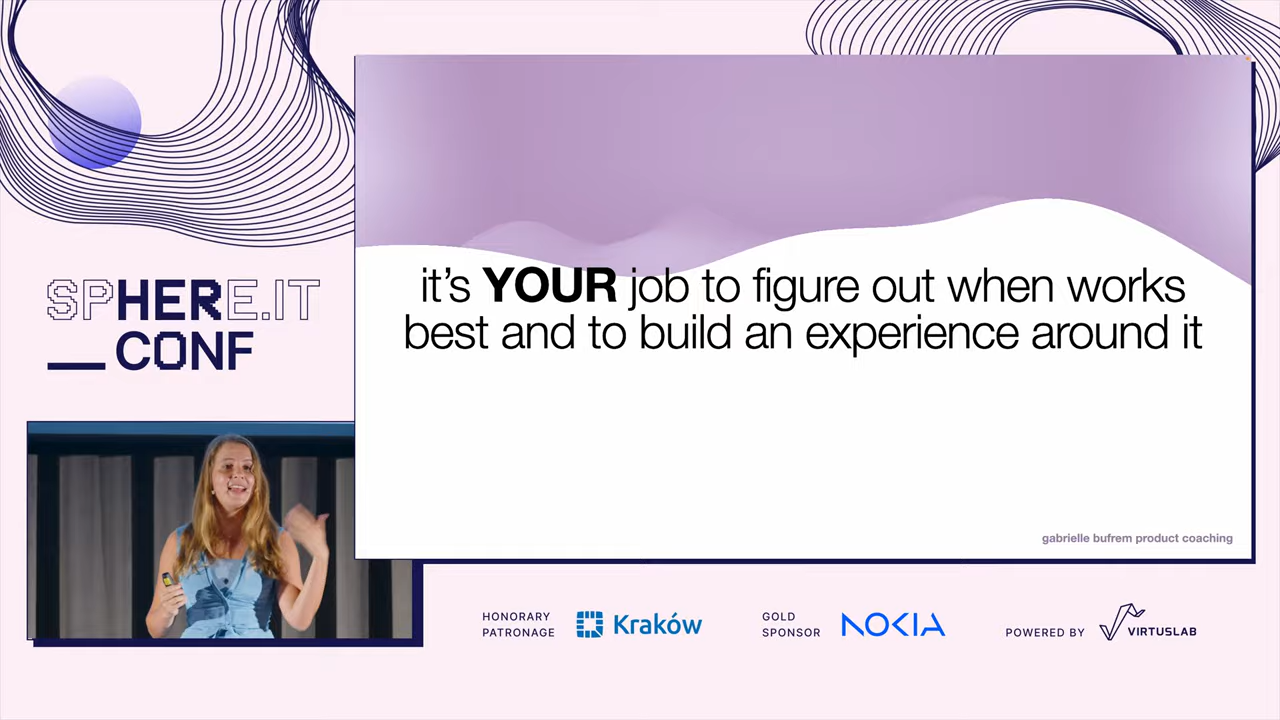 SPHERE.IT
CONF
it’s YOUR job to figure out when works
best and to build an experience around it
gabrielle bufrem product coaching
HONORARY
PATRONAGE
Kraków
GOLD
SPONSOR
NOKIA
POWERED BY
VIRTUSLAB